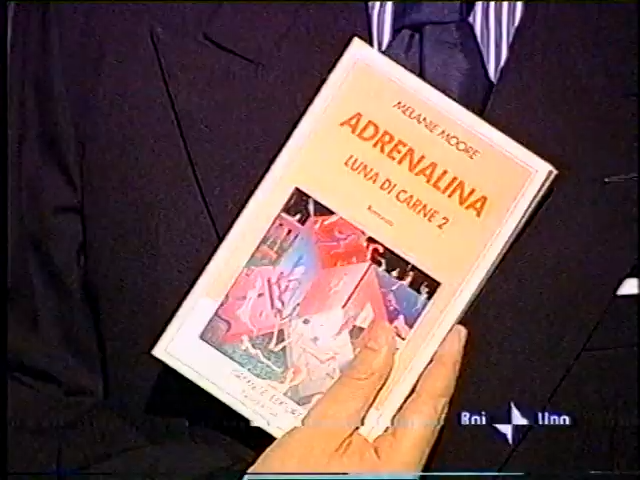 MELANIE MOORE
ADRENALINA
LUNA DI CARNE 2
Romanzo
Rai Uno